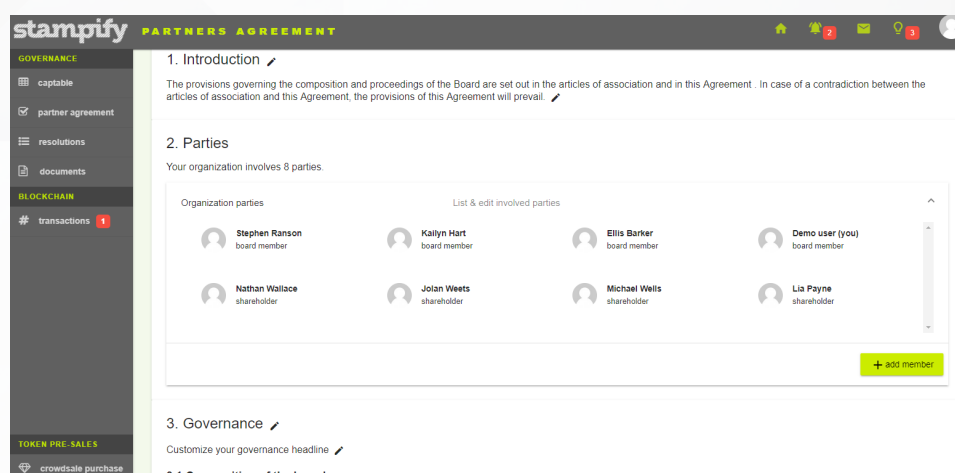 stampify PARTNERS AGREEMENT 2 3
GOVERNANCE
captable
partner agreement
resolutions
documents
BLOCKCHAIN
transactions 1
TOKEN PRE-SALES
crowdsale purchase
1. Introduction
The provisions governing the composition and proceedings of the Board are set out in the articles of association and in this Agreement . In case of a contradiction between the
articles of association and this Agreement, the provisions of this Agreement will prevail.
2. Parties
Your organization involves 8 parties.
Organization parties List & edit involved parties
Stephen Ranson Kailyn Hart Ellis Barker Demo user (you)
board member board member board member board member
Nathan Wallace Jolan Weets Michael Wells Lia Payne
shareholder shareholder shareholder shareholder
+ add member
3. Governance
Customize your governance headline